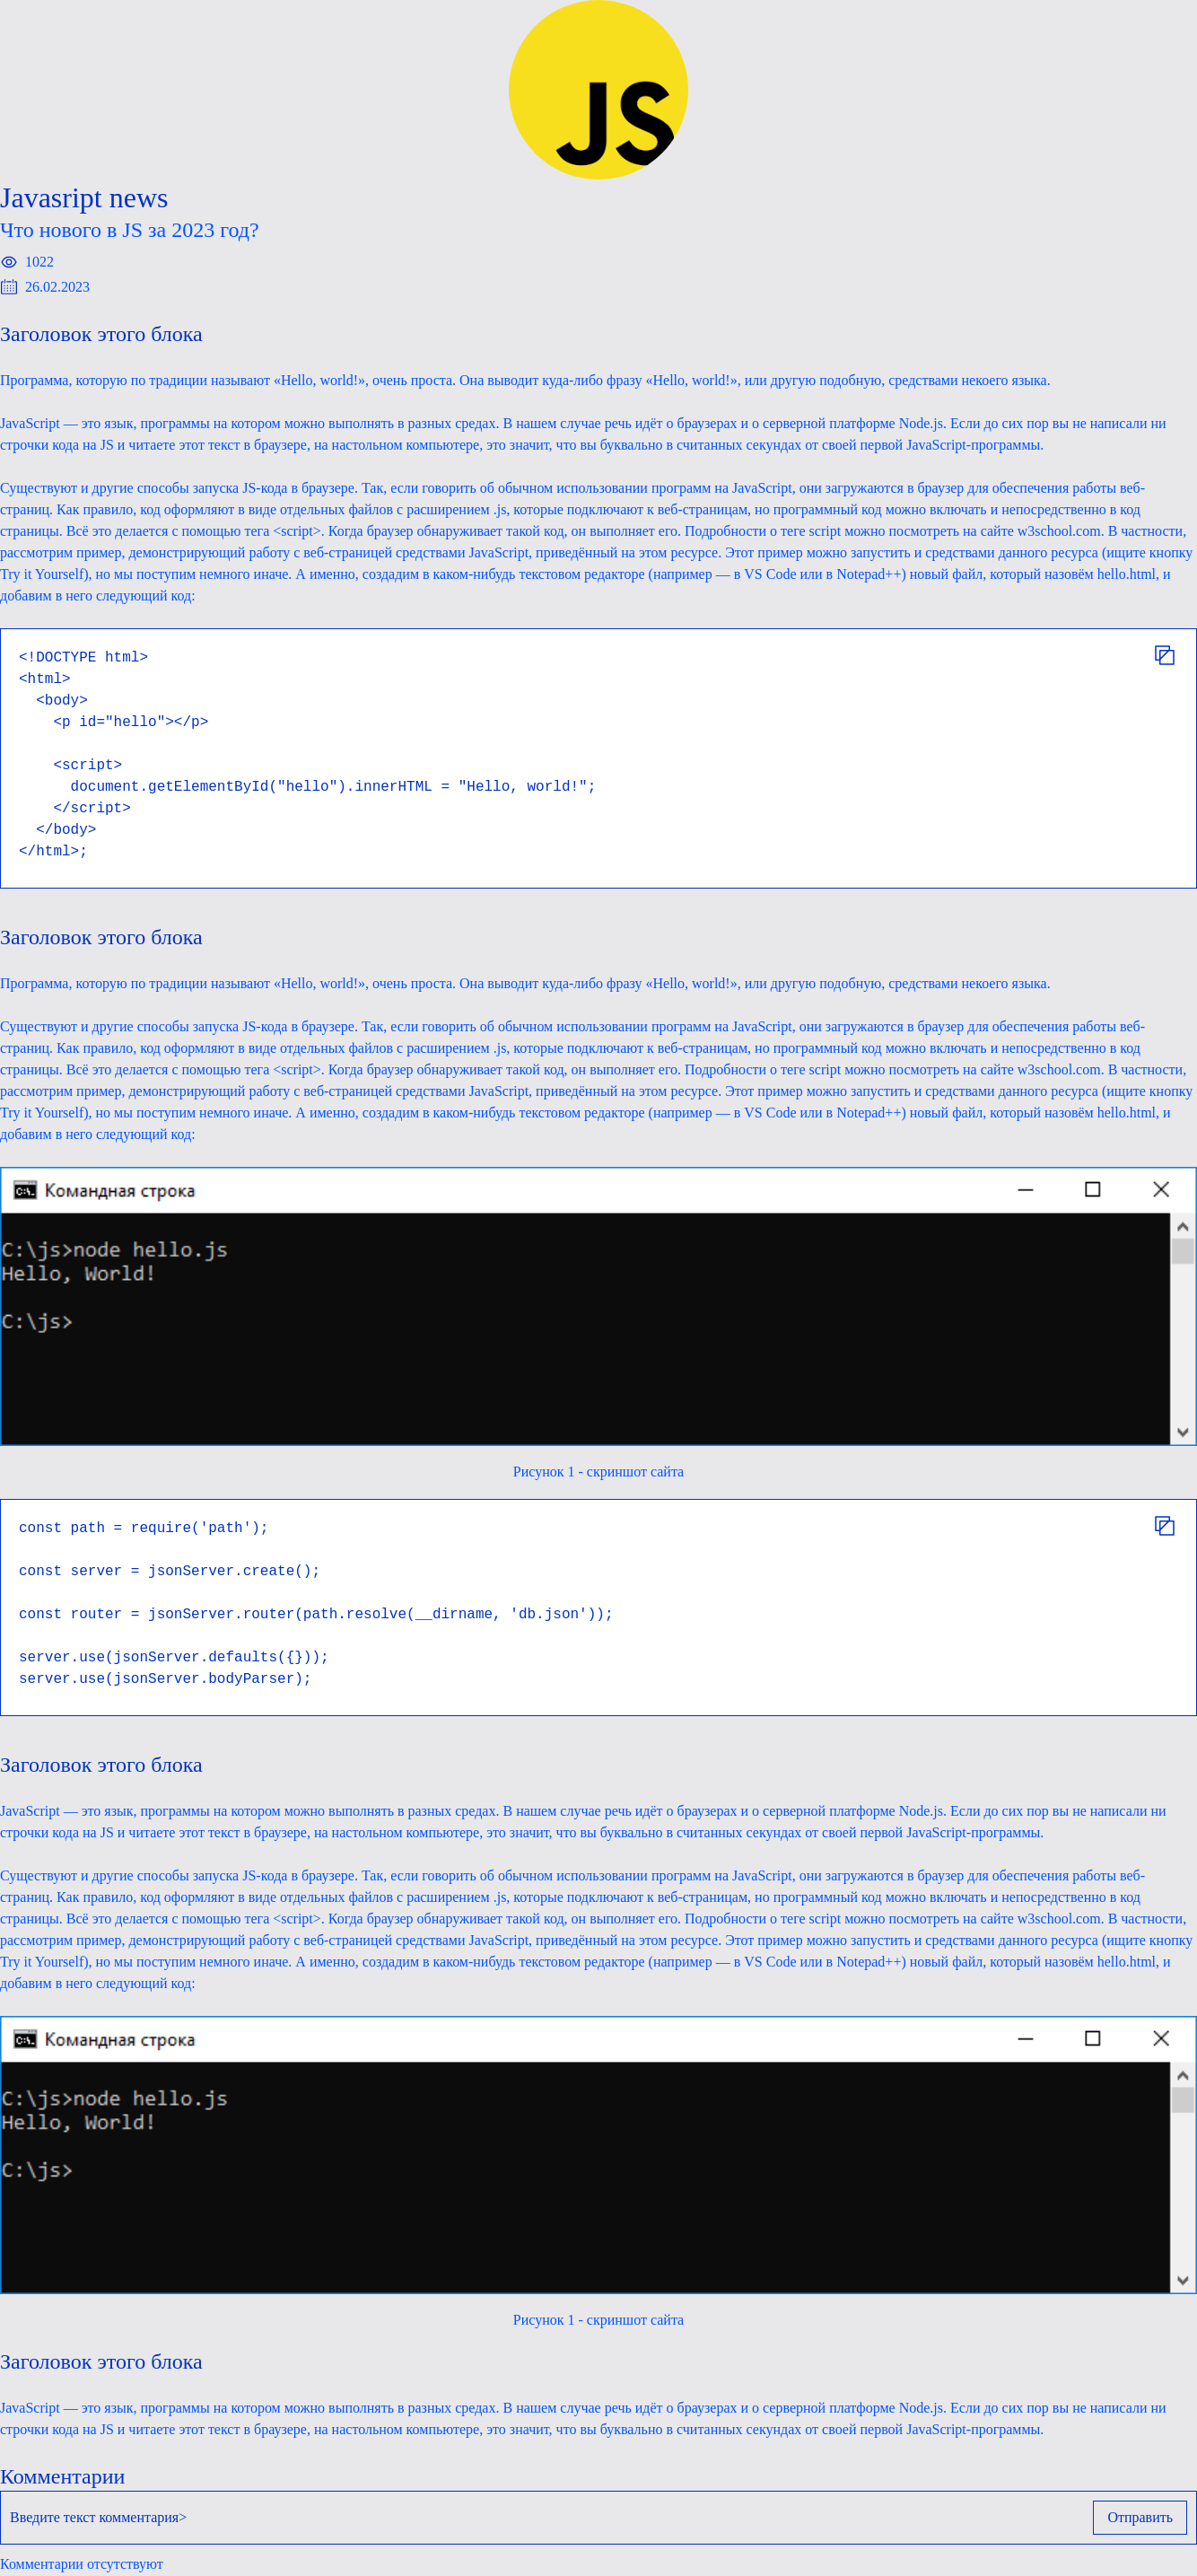 JS
Javasript news
Что нового в JS за 2023 год?
1022
26.02.2023
Заголовок этого блока
Программа, которую по традиции называют «Hello, world!», очень проста. Она выводит куда-либо фразу «Hello, world!», или другую подобную, средствами некоего языка.
JavaScript — это язык, программы на котором можно выполнять в разных средах. В нашем случае речь идёт о браузерах и о серверной платформе Node.js. Если до сих пор вы не написали ни
строчки кода на JS и читаете этот текст в браузере, на настольном компьютере, это значит, что вы буквально в считанных секундах от своей первой JavaScript-программы.
Существуют и другие способы запуска JS-кода в браузере. Так, если говорить об обычном использовании программ на JavaScript, они загружаются в браузер для обеспечения работы веб-
страниц. Как правило, код оформляют в виде отдельных файлов с расширением .js, которые подключают к веб-страницам, но программный код можно включать и непосредственно в код
страницы. Всё это делается с помощью тега <script>. Когда браузер обнаруживает такой код, он выполняет его. Подробности о теге script можно посмотреть на сайте w3school.com. В частности,
рассмотрим пример, демонстрирующий работу с веб-страницей средствами JavaScript, приведённый на этом ресурсе. Этот пример можно запустить и средствами данного ресурса (ищите кнопку
Try it Yourself), но мы поступим немного иначе. А именно, создадим в каком-нибудь текстовом редакторе (например — в VS Code или в Notepad++) новый файл, который назовём hello.html, и
добавим в него следующий код:
<!DOCTYPE html>
<html>
  <body>
    <p id="hello"></p>
    <script>
      document.getElementById("hello").innerHTML = "Hello, world!";
    </script>
  </body>
</html>;
Заголовок этого блока
Программа, которую по традиции называют «Hello, world!», очень проста. Она выводит куда-либо фразу «Hello, world!», или другую подобную, средствами некоего языка.
Существуют и другие способы запуска JS-кода в браузере. Так, если говорить об обычном использовании программ на JavaScript, они загружаются в браузер для обеспечения работы веб-
страниц. Как правило, код оформляют в виде отдельных файлов с расширением .js, которые подключают к веб-страницам, но программный код можно включать и непосредственно в код
страницы. Всё это делается с помощью тега <script>. Когда браузер обнаруживает такой код, он выполняет его. Подробности о теге script можно посмотреть на сайте w3school.com. В частности,
рассмотрим пример, демонстрирующий работу с веб-страницей средствами JavaScript, приведённый на этом ресурсе. Этот пример можно запустить и средствами данного ресурса (ищите кнопку
Try it Yourself), но мы поступим немного иначе. А именно, создадим в каком-нибудь текстовом редакторе (например — в VS Code или в Notepad++) новый файл, который назовём hello.html, и
добавим в него следующий код:
Командная строка
C:\js>node hello.js
Hello, World!
C:\js>
Рисунок 1 - скриншот сайта
const path = require('path');
const server = jsonServer.create();
const router = jsonServer.router(path.resolve(__dirname, 'db.json'));
server.use(jsonServer.defaults({}));
server.use(jsonServer.bodyParser);
Заголовок этого блока
JavaScript — это язык, программы на котором можно выполнять в разных средах. В нашем случае речь идёт о браузерах и о серверной платформе Node.js. Если до сих пор вы не написали ни
строчки кода на JS и читаете этот текст в браузере, на настольном компьютере, это значит, что вы буквально в считанных секундах от своей первой JavaScript-программы.
Существуют и другие способы запуска JS-кода в браузере. Так, если говорить об обычном использовании программ на JavaScript, они загружаются в браузер для обеспечения работы веб-
страниц. Как правило, код оформляют в виде отдельных файлов с расширением .js, которые подключают к веб-страницам, но программный код можно включать и непосредственно в код
страницы. Всё это делается с помощью тега <script>. Когда браузер обнаруживает такой код, он выполняет его. Подробности о теге script можно посмотреть на сайте w3school.com. В частности,
рассмотрим пример, демонстрирующий работу с веб-страницей средствами JavaScript, приведённый на этом ресурсе. Этот пример можно запустить и средствами данного ресурса (ищите кнопку
Try it Yourself), но мы поступим немного иначе. А именно, создадим в каком-нибудь текстовом редакторе (например — в VS Code или в Notepad++) новый файл, который назовём hello.html, и
добавим в него следующий код:
Командная строка
C:\js>node hello.js
Hello, World!
C:\js>
Рисунок 1 - скриншот сайта
Заголовок этого блока
JavaScript — это язык, программы на котором можно выполнять в разных средах. В нашем случае речь идёт о браузерах и о серверной платформе Node.js. Если до сих пор вы не написали ни
строчки кода на JS и читаете этот текст в браузере, на настольном компьютере, это значит, что вы буквально в считанных секундах от своей первой JavaScript-программы.
Комментарии
Введите текст комментария>
Отправить
Комментарии отсутствуют